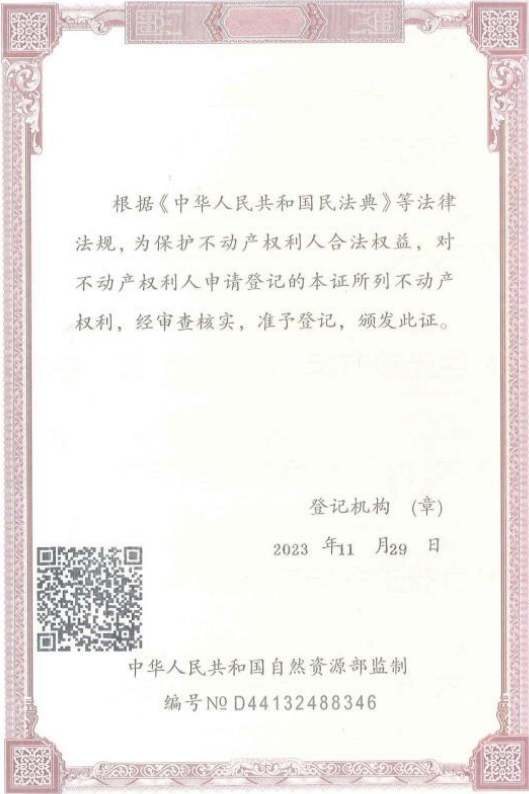 根据《中华人民共和国民法典》等法律
法规，为保护不动产权利人合法权益，对
不动产权利人申请登记的本证所列不动产
权利，经审查核实，准予登记，颁发此证。
登记机构 (章)
2023 年11 月29 日
中华人民共和国自然资源部监制
编号№ D44132488346